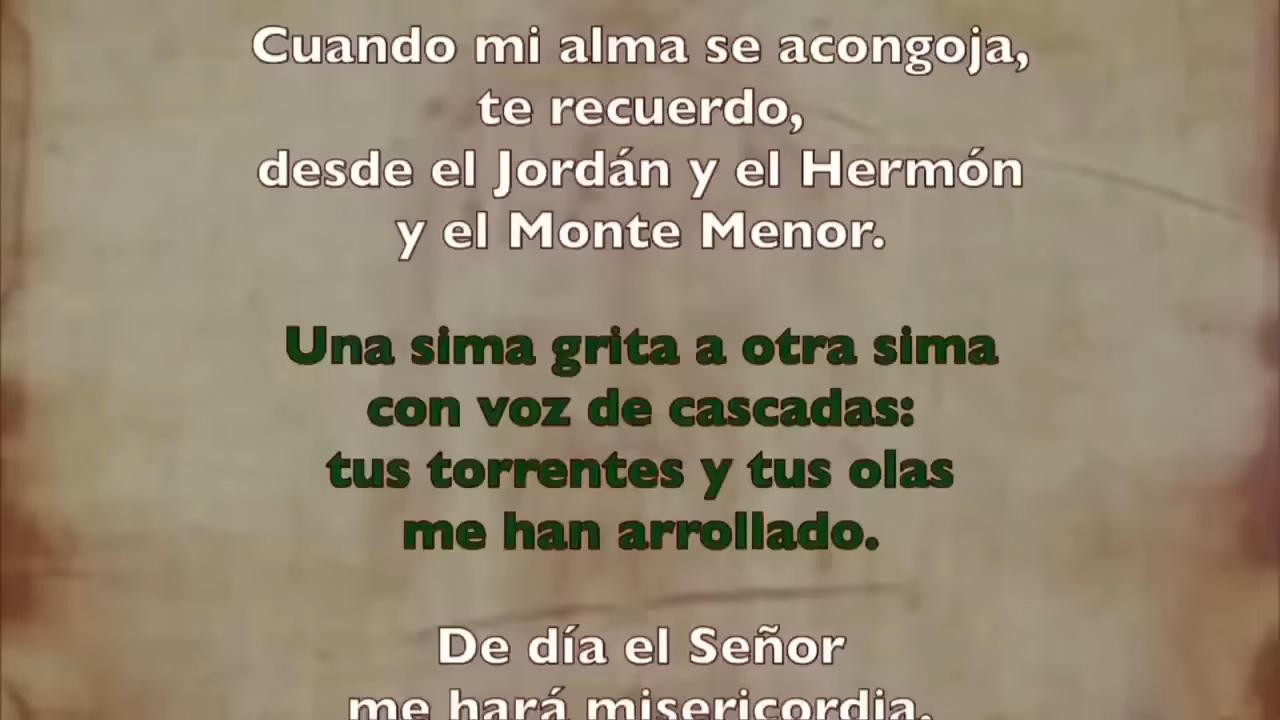 Cuando mi alma se acongoja,
te recuerdo,
desde el Jordán y el Hermón
y el Monte Menor.
Una sima grita a otra sima
con voz de cascadas:
tus torrentes y tus olas
me han arrollado.
De día el Señor
me hará misericordia,